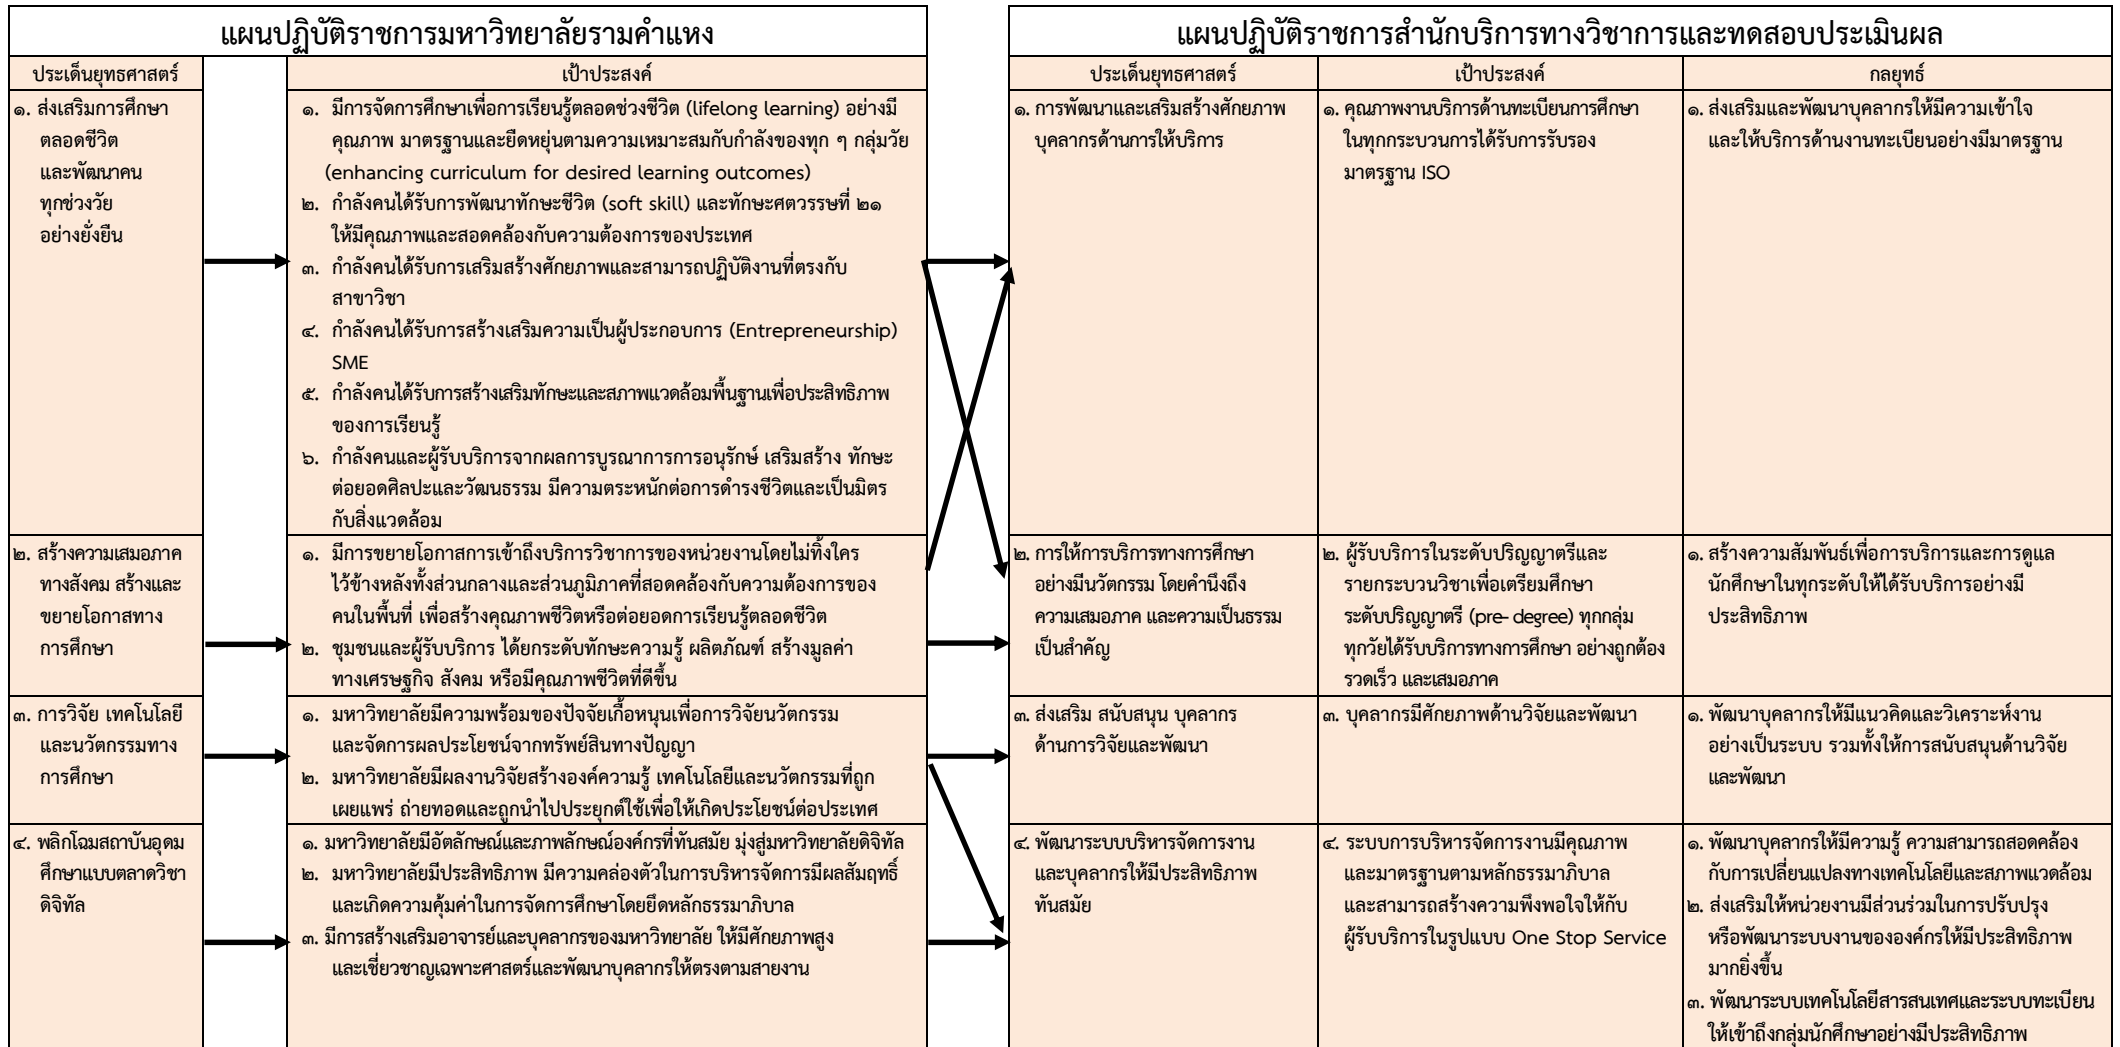 แผนปฏิบัติราชการมหาวิทยาลัยรามคำแหง
ประเด็นยุทธศาสตร์
เป้าประสงค์
๑. ส่งเสริมการศึกษา
ตลอดชีวิต
และพัฒนาคน
ทุกช่วงวัย
อย่างยั่งยืน
๑. มีการจัดการศึกษาเพื่อการเรียนรู้ตลอดช่วงชีวิต (lifelong learning) อย่างมี
คุณภาพ มาตรฐานและยืดหยุ่นตามความเหมาะสมกับกำลังของทุก ๆ กลุ่มวัย
(enhancing curriculum for desired learning outcomes)
๒. กำลังคนได้รับการพัฒนาทักษะชีวิต (soft skill) และทักษะศตวรรษที่ ๒๑
ให้มีคุณภาพและสอดคล้องกับความต้องการของประเทศ
๓. กำลังคนได้รับการเสริมสร้างศักยภาพและสามารถปฏิบัติงานที่ตรงกับ
สาขาวิชา
๔. กำลังคนได้รับการสร้างเสริมความเป็นผู้ประกอบการ (Entrepreneurship)
SME
๕. กำลังคนได้รับการสร้างเสริมทักษะและสภาพแวดล้อมพื้นฐานเพื่อประสิทธิภาพ
ของการเรียนรู้
๖. กำลังคนและผู้รับบริการจากผลการบูรณาการการอนุรักษ์ เสริมสร้าง ทักษะ
ต่อยอดศิลปะและวัฒนธรรม มีความตระหนักต่อการดำรงชีวิตและเป็นมิตร
กับสิ่งแวดล้อม
๒. สร้างความเสมอภาค
ทางสังคม สร้างและ
ขยายโอกาสทาง
การศึกษา
๑. มีการขยายโอกาสการเข้าถึงบริการวิชาการของหน่วยงานโดยไม่ทิ้งใคร
ไว้ข้างหลังทั้งส่วนกลางและส่วนภูมิภาคที่สอดคล้องกับความต้องการของ
คนในพื้นที่ เพื่อสร้างคุณภาพชีวิตหรือต่อยอดการเรียนรู้ตลอดชีวิต
๒. ชุมชนและผู้รับบริการ ได้ยกระดับทักษะความรู้ ผลิตภัณฑ์ สร้างมูลค่า
ทางเศรษฐกิจ สังคม หรือมีคุณภาพชีวิตที่ดีขึ้น
๓. การวิจัย เทคโนโลยี
และนวัตกรรมทาง
การศึกษา
๑. มหาวิทยาลัยมีความพร้อมของปัจจัยเกื้อหนุนเพื่อการวิจัยนวัตกรรม
และจัดการผลประโยชน์จากทรัพย์สินทางปัญญา
๒. มหาวิทยาลัยมีผลงานวิจัยสร้างองค์ความรู้ เทคโนโลยีและนวัตกรรมที่ถูก
เผยแพร่ ถ่ายทอดและถูกนำไปประยุกต์ใช้เพื่อให้เกิดประโยชน์ต่อประเทศ
๔. พลิกโฉมสถาบันอุดม
ศึกษาแบบตลาดวิชา
ดิจิทัล
๑. มหาวิทยาลัยมีอัตลักษณ์และภาพลักษณ์องค์กรที่ทันสมัย มุ่งสู่มหาวิทยาลัยดิจิทัล
๒. มหาวิทยาลัยมีประสิทธิภาพ มีความคล่องตัวในการบริหารจัดการมีผลสัมฤทธิ์
และเกิดความคุ้มค่าในการจัดการศึกษาโดยยึดหลักธรรมาภิบาล
๓. มีการสร้างเสริมอาจารย์และบุคลากรของมหาวิทยาลัย ให้มีศักยภาพสูง
และเชี่ยวชาญเฉพาะศาสตร์และพัฒนาบุคลากรให้ตรงตามสายงาน
แผนปฏิบัติราชการสำนักบริการทางวิชาการและทดสอบประเมินผล
ประเด็นยุทธศาสตร์
เป้าประสงค์
กลยุทธ์
๑. การพัฒนาและเสริมสร้างศักยภาพ
บุคลากรด้านการให้บริการ
๑. คุณภาพงานบริการด้านทะเบียนการศึกษา
ในทุกกระบวนการได้รับการรับรอง
มาตรฐาน ISO
๑. ส่งเสริมและพัฒนาบุคลากรให้มีความเข้าใจ
และให้บริการด้านงานทะเบียนอย่างมีมาตรฐาน
๒. การให้การบริการทางการศึกษา
อย่างมีนวัตกรรม โดยคำนึงถึง
ความเสมอภาค และความเป็นธรรม
เป็นสำคัญ
๒. ผู้รับบริการในระดับปริญญาตรีและ
รายกระบวนวิชาเพื่อเตรียมศึกษา
ระดับปริญญาตรี (pre- degree) ทุกกลุ่ม
ทุกวัยได้รับบริการทางการศึกษา อย่างถูกต้อง
รวดเร็ว และเสมอภาค
๑. สร้างความสัมพันธ์เพื่อการบริการและการดูแล
นักศึกษาในทุกระดับให้ได้รับบริการอย่างมี
ประสิทธิภาพ
๓. ส่งเสริม สนับสนุน บุคลากร
ด้านการวิจัยและพัฒนา
๓. บุคลากรมีศักยภาพด้านวิจัยและพัฒนา
๑. พัฒนาบุคลากรให้มีแนวคิดและวิเคราะห์งาน
อย่างเป็นระบบ รวมทั้งให้การสนับสนุนด้านวิจัย
และพัฒนา
๔. พัฒนาระบบบริหารจัดการงาน
และบุคลากรให้มีประสิทธิภาพ
ทันสมัย
๔. ระบบการบริหารจัดการงานมีคุณภาพ
และมาตรฐานตามหลักธรรมาภิบาล
และสามารถสร้างความพึงพอใจให้กับ
ผู้รับบริการในรูปแบบ One Stop Service
๑. พัฒนาบุคลากรให้มีความรู้ ความสามารถสอดคล้อง
กับการเปลี่ยนแปลงทางเทคโนโลยีและสภาพแวดล้อม
๒. ส่งเสริมให้หน่วยงานมีส่วนร่วมในการปรับปรุง
หรือพัฒนาระบบงานขององค์กรให้มีประสิทธิภาพ
มากยิ่งขึ้น
๓. พัฒนาระบบเทคโนโลยีสารสนเทศและระบบทะเบียน
ให้เข้าถึงกลุ่มนักศึกษาอย่างมีประสิทธิภาพ